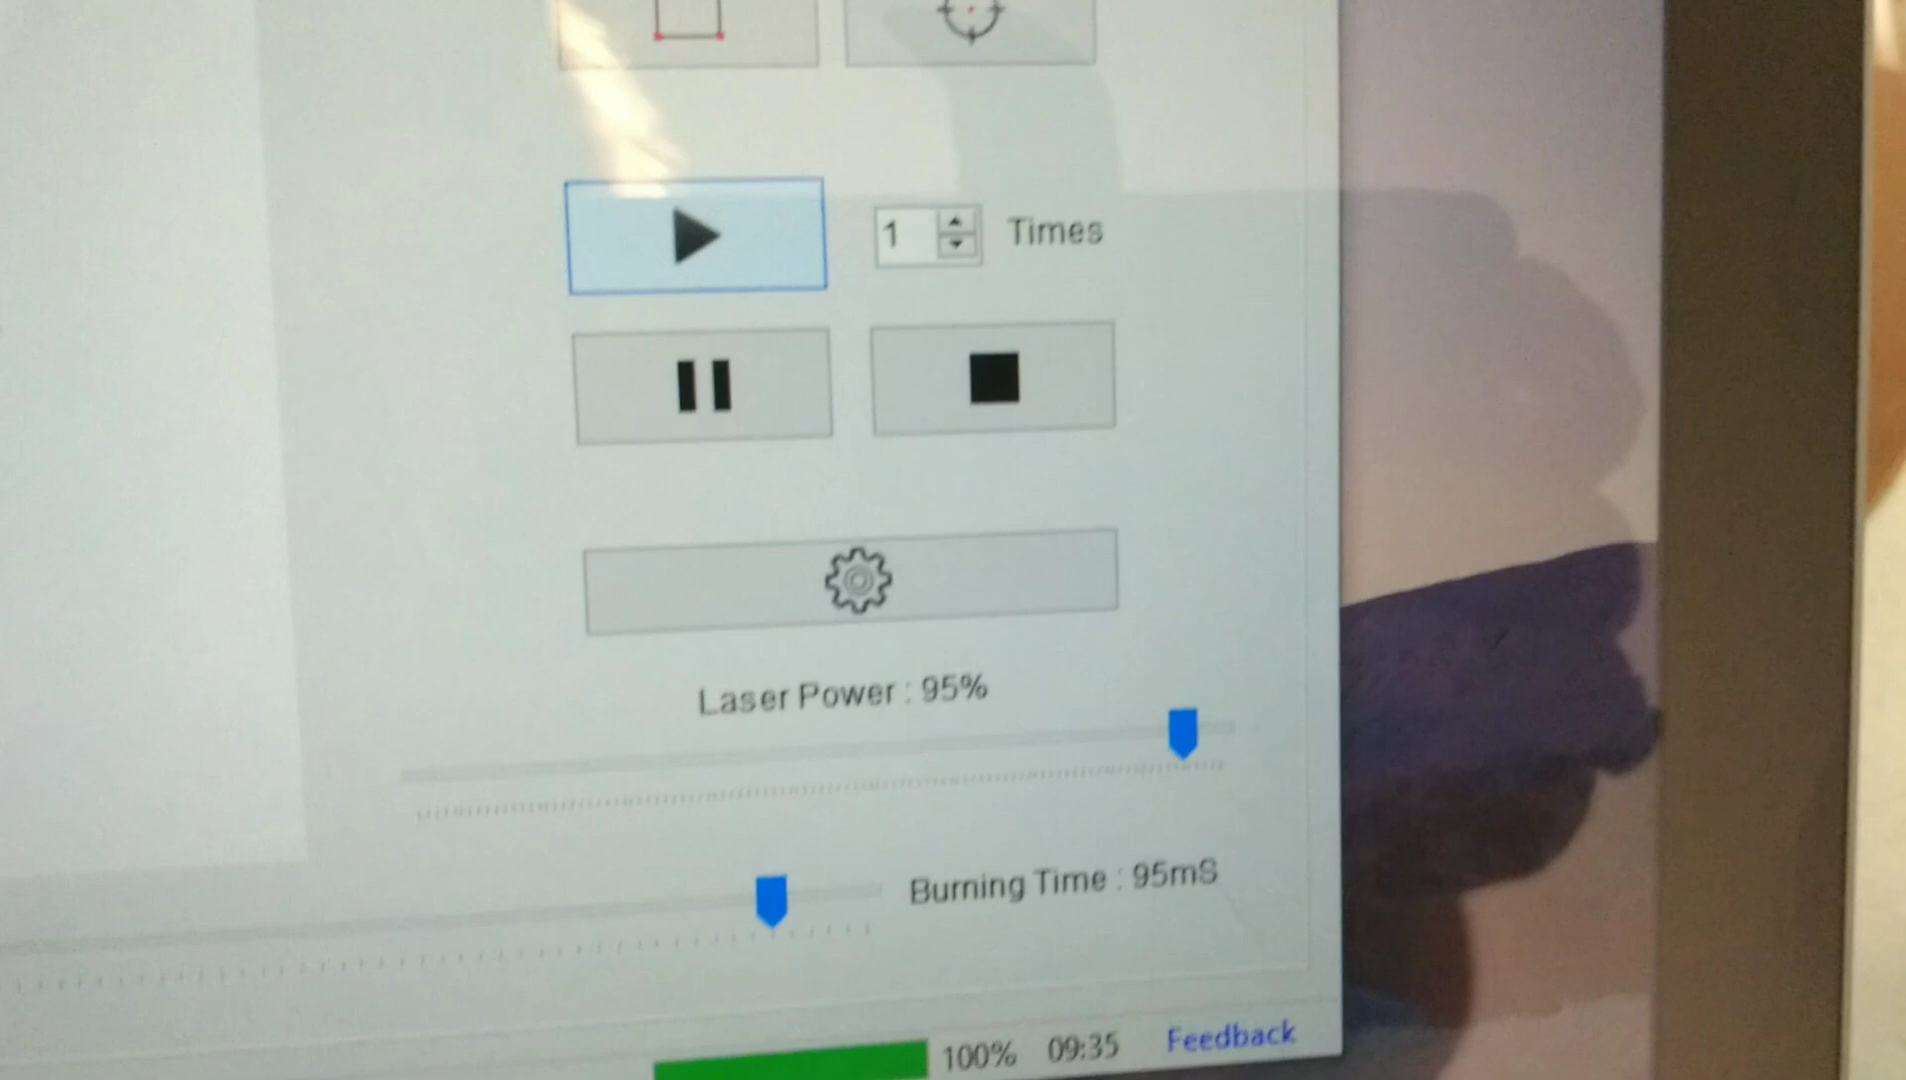 1 Times
Laser Power : 95%
Burning Time : 95mS
100% 09:35 Feedback